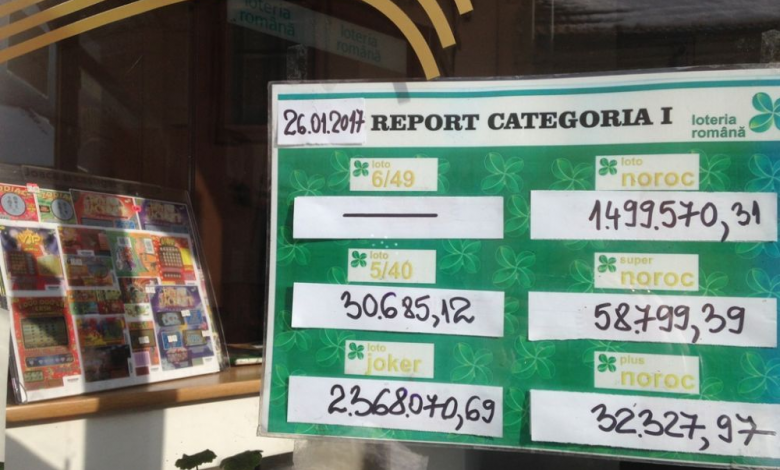 loteria
română
loteria
română
26.01.2017 REPORT CATEGORIA I
loteria
română
loto
6/49
—
loto
noroc
1.499.570,31
loto
5/40
30.685,12
super
noroc
58.799,39
loto
joker
2.368.070,69
plus
noroc
32.327,97